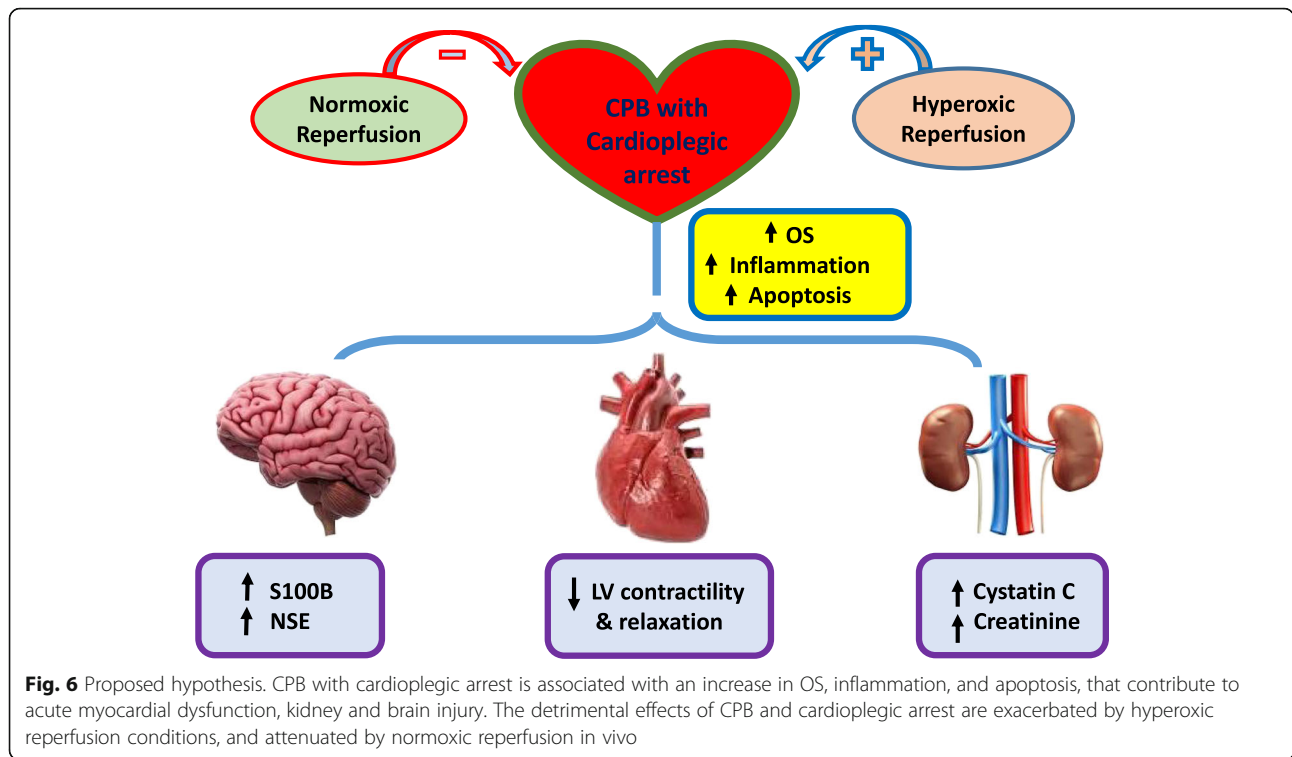 Normoxic
Reperfusion
CPB with
Cardioplegic
arrest
Hyperoxic
Reperfusion
↑ OS
↑ Inflammation
↑ Apoptosis
↑ S100B
↑ NSE
↓ LV contractility
& relaxation
↑ Cystatin C
↑ Creatinine
Fig. 6 Proposed hypothesis. CPB with cardioplegic arrest is associated with an increase in OS, inflammation, and apoptosis, that contribute to
acute myocardial dysfunction, kidney and brain injury. The detrimental effects of CPB and cardioplegic arrest are exacerbated by hyperoxic
reperfusion conditions, and attenuated by normoxic reperfusion in vivo